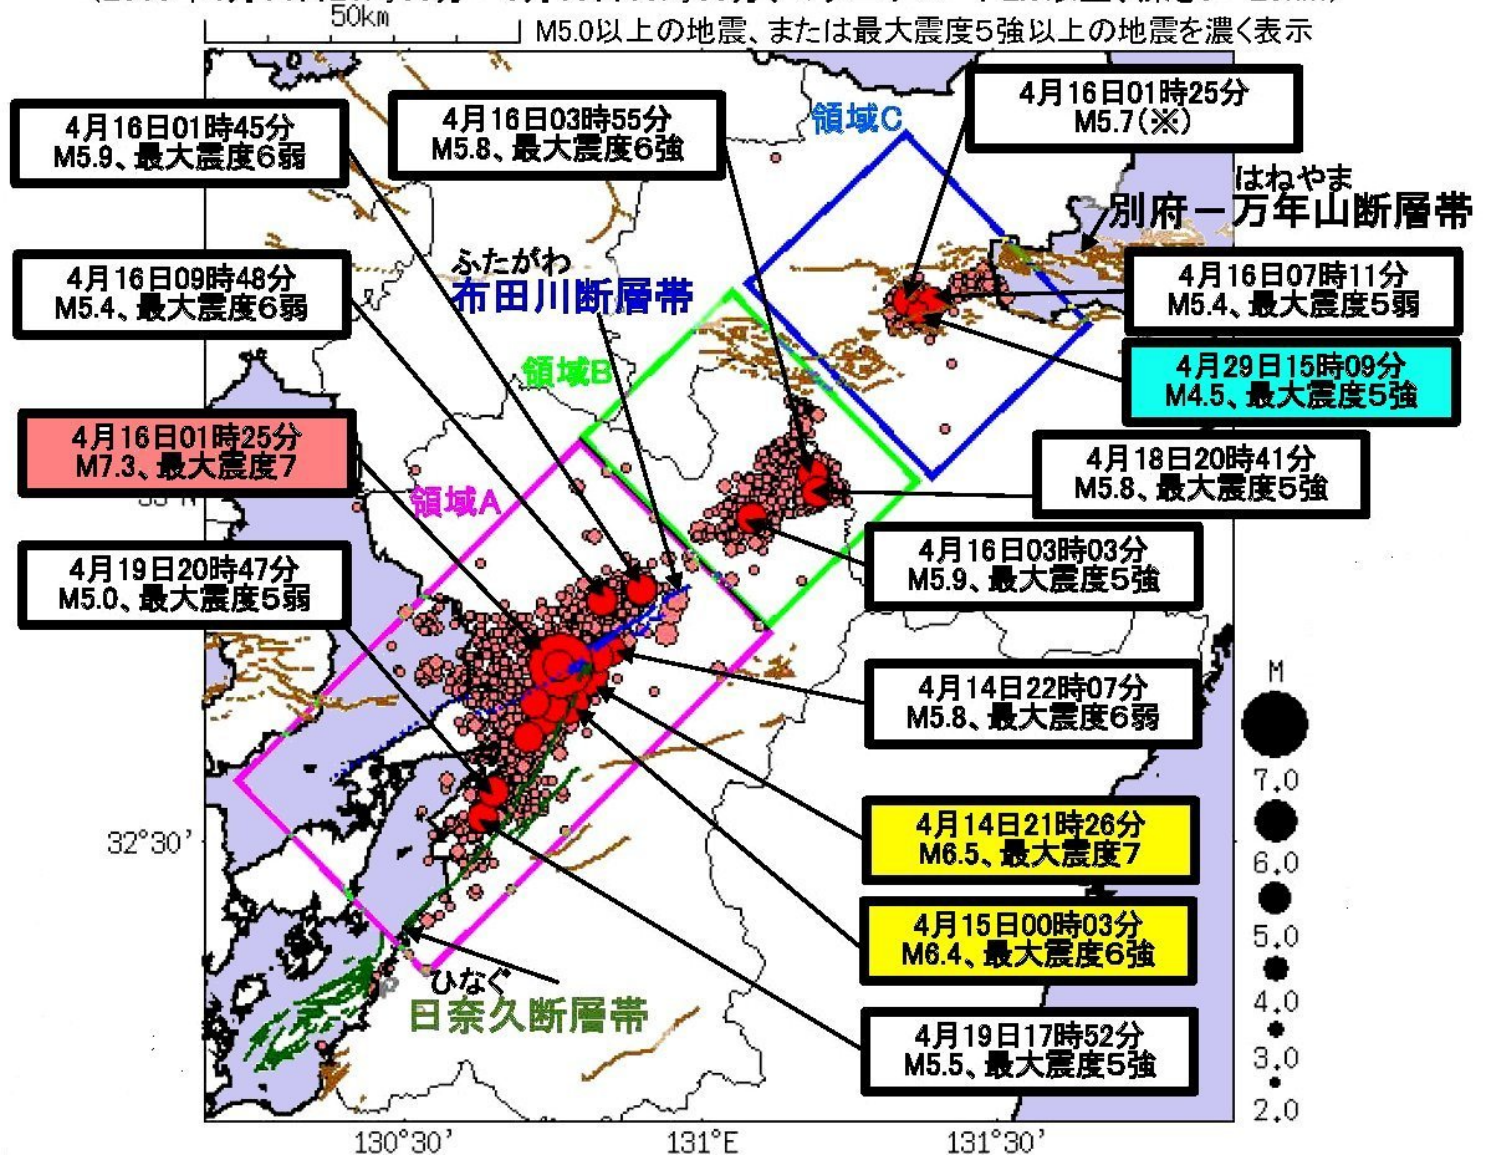 50km
M5.0以上の地震、または最大震度5強以上の地震を濃く表示
4月16日01時45分
M5.9、最大震度6弱
4月16日03時55分
M5.8、最大震度6強
領域C
4月16日01時25分
M5.7(※)
はねやま
別府－万年山断層帯
4月16日09時48分
M5.4、最大震度6弱
ふたがわ
布田川断層帯
4月16日07時11分
M5.4、最大震度5弱
領域B
4月29日15時09分
M4.5、最大震度5強
4月16日01時25分
M7.3、最大震度7
領域A
4月18日20時41分
M5.8、最大震度5強
4月19日20時47分
M5.0、最大震度5弱
4月16日03時03分
M5.9、最大震度5強
4月14日22時07分
M5.8、最大震度6弱
4月14日21時26分
M6.5、最大震度7
32°30'
4月15日00時03分
M6.4、最大震度6強
ひなぐ
日奈久断層帯
4月19日17時52分
M5.5、最大震度5強
M
7.0
6.0
5.0
4.0
3.0
2.0
130°30'
131°E
131°30'